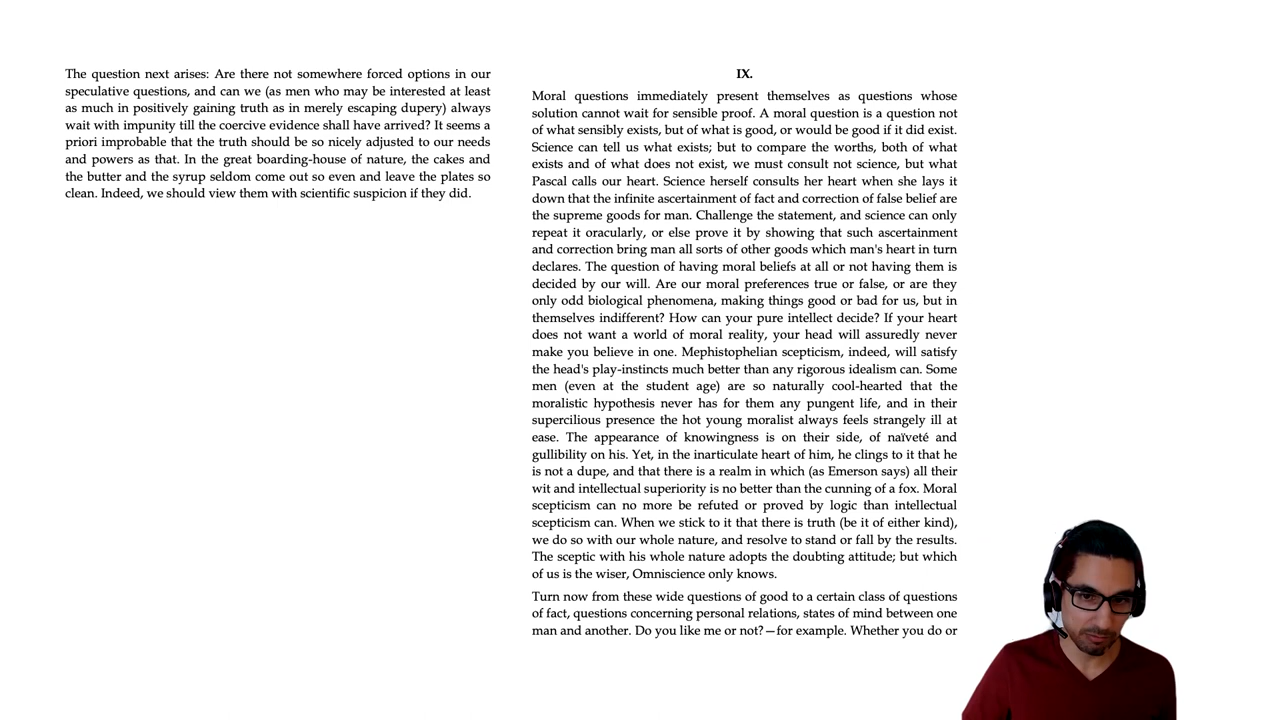 The question next arises: Are there not somewhere forced options in our
speculative questions, and can we (as men who may be interested at least
as much in positively gaining truth as in merely escaping dupery) always
wait with impunity till the coercive evidence shall have arrived? It seems a
priori improbable that the truth should be so nicely adjusted to our needs
and powers as that. In the great boarding-house of nature, the cakes and
the butter and the syrup seldom come out so even and leave the plates so
clean. Indeed, we should view them with scientific suspicion if they did.
IX.
Moral questions immediately present themselves as questions whose
solution cannot wait for sensible proof. A moral question is a question not
of what sensibly exists, but of what is good, or would be good if it did exist.
Science can tell us what exists; but to compare the worths, both of what
exists and of what does not exist, we must consult not science, but what
Pascal calls our heart. Science herself consults her heart when she lays it
down that the infinite ascertainment of fact and correction of false belief are
the supreme goods for man. Challenge the statement, and science can only
repeat it oracularly, or else prove it by showing that such ascertainment
and correction bring man all sorts of other goods which man's heart in turn
declares. The question of having moral beliefs at all or not having them is
decided by our will. Are our moral preferences true or false, or are they
only odd biological phenomena, making things good or bad for us, but in
themselves indifferent? How can your pure intellect decide? If your heart
does not want a world of moral reality, your head will assuredly never
make you believe in one. Mephistophelian scepticism, indeed, will satisfy
the head's play-instincts much better than any rigorous idealism can. Some
men (even at the student age) are so naturally cool-hearted that the
moralistic hypothesis never has for them any pungent life, and in their
supercilious presence the hot young moralist always feels strangely ill at
ease. The appearance of knowingness is on their side, of naïveté and
gullibility on his. Yet, in the inarticulate heart of him, he clings to it that he
is not a dupe, and that there is a realm in which (as Emerson says) all their
wit and intellectual superiority is no better than the cunning of a fox. Moral
scepticism can no more be refuted or proved by logic than intellectual
scepticism can. When we stick to it that there is truth (be it of either kind),
we do so with our whole nature, and resolve to stand or fall by the results.
The sceptic with his whole nature adopts the doubting attitude; but which
of us is the wiser, Omniscience only knows.
Turn now from these wide questions of good to a certain class of questions
of fact, questions concerning personal relations, states of mind between one
man and another. Do you like me or not?—for example. Whether you do or